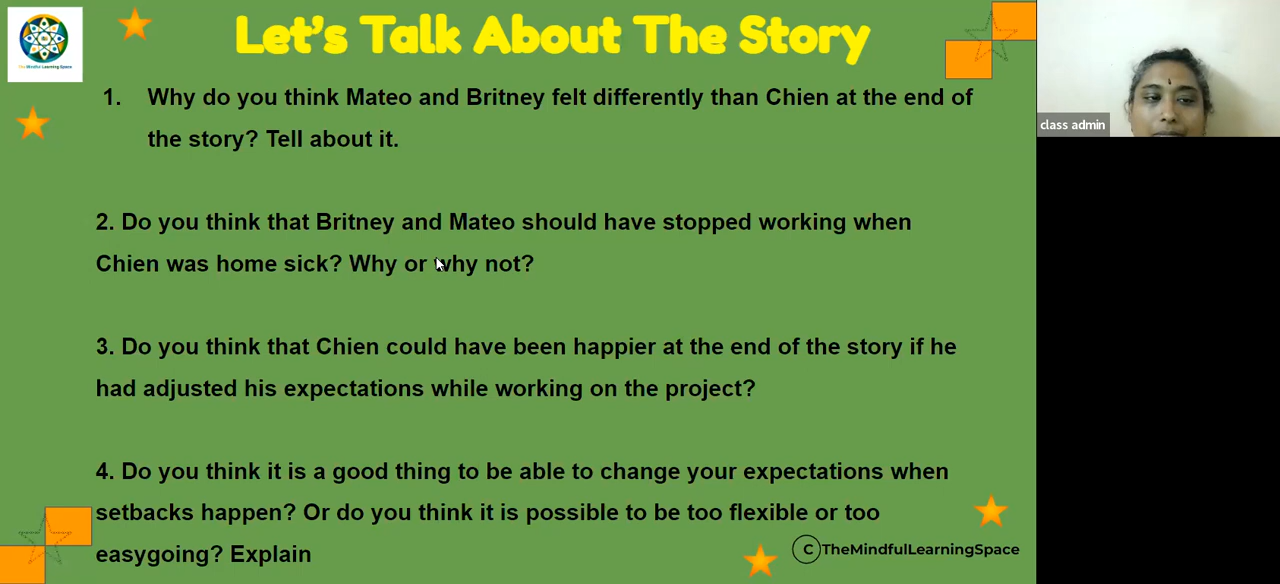 Let's Talk About The Story
The Mindful Learning Space
1. Why do you think Mateo and Britney felt differently than Chien at the end of
the story? Tell about it.
class admin
2. Do you think that Britney and Mateo should have stopped working when
Chien was home sick? Why or why not?
3. Do you think that Chien could have been happier at the end of the story if he
had adjusted his expectations while working on the project?
4. Do you think it is a good thing to be able to change your expectations when
setbacks happen? Or do you think it is possible to be too flexible or too
easygoing? Explain
C TheMindfulLearningSpace